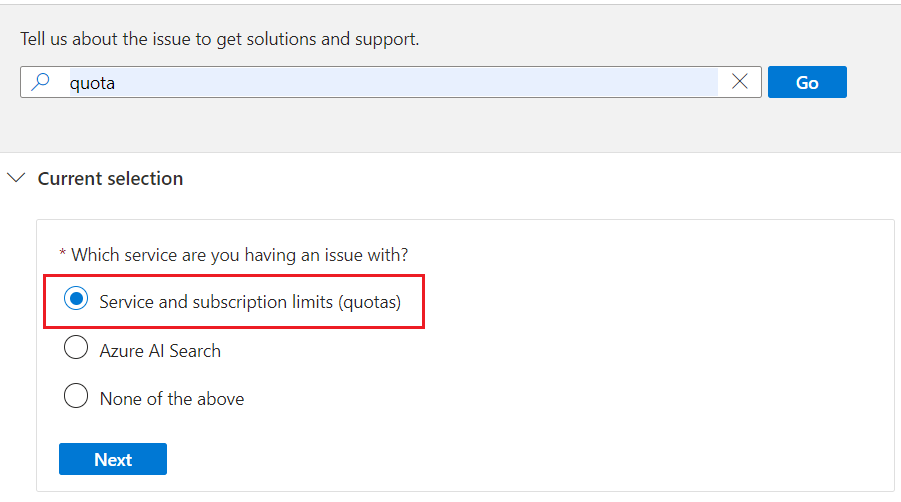 Tell us about the issue to get solutions and support.
quota
Go
Current selection
* Which service are you having an issue with?
Service and subscription limits (quotas)
Azure AI Search
None of the above
Next